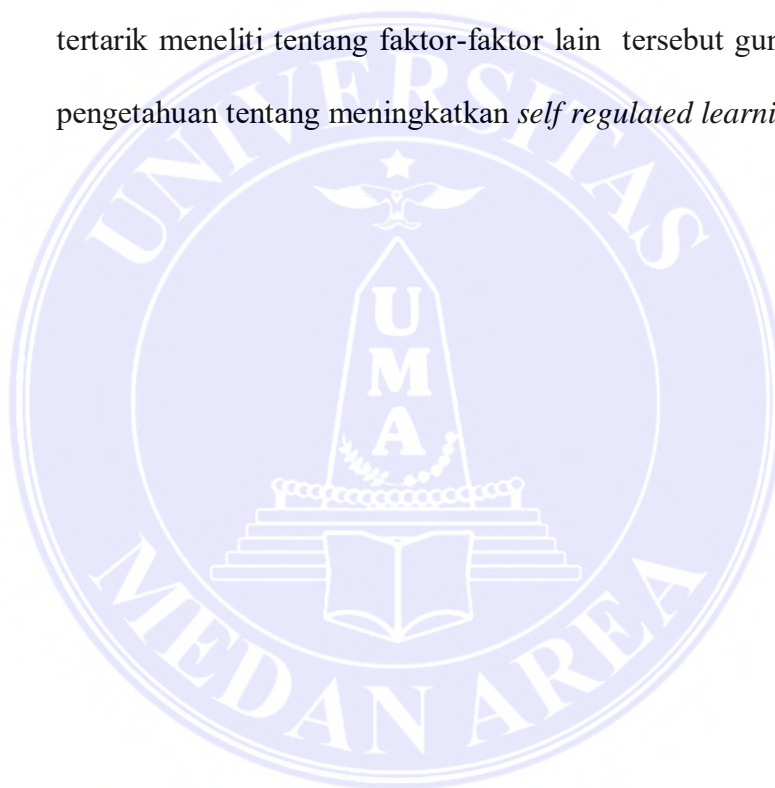 tertarik meneliti tentang faktor-faktor lain tersebut
pengetahuan tentang meningkatkan self regulated
UNIVERSITAS
UMA
MEDAN AREA